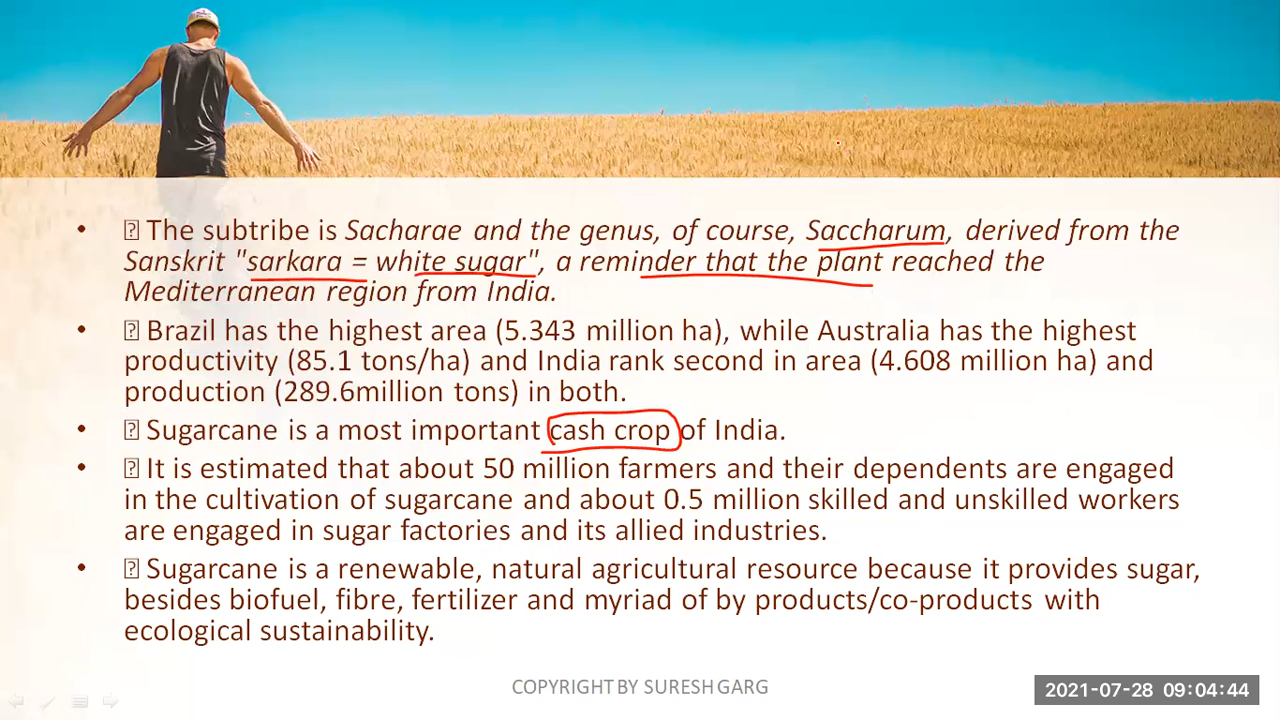 • The subtribe is Sacharae and the genus, of course, Saccharum, derived from the
Sanskrit "sarkara = white sugar", a reminder that the plant reached the
Mediterranean region from India.
• Brazil has the highest area (5.343 million ha), while Australia has the highest
productivity (85.1 tons/ha) and India rank second in area (4.608 million ha) and
production (289.6million tons) in both.
• Sugarcane is a most important cash crop of India.
• It is estimated that about 50 million farmers and their dependents are engaged
in the cultivation of sugarcane and about 0.5 million skilled and unskilled workers
are engaged in sugar factories and its allied industries.
• Sugarcane is a renewable, natural agricultural resource because it provides sugar,
besides biofuel, fibre, fertilizer and myriad of by products/co-products with
ecological sustainability.
COPYRIGHT BY SURESH GARG
2021-07-28 09:04:44